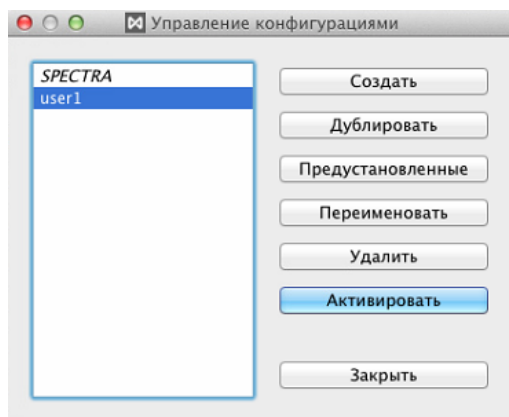 Управление конфигурациями
SPECTRA
user1
Создать
Дублировать
Предустановленные
Переименовать
Удалить
Активировать
Закрыть